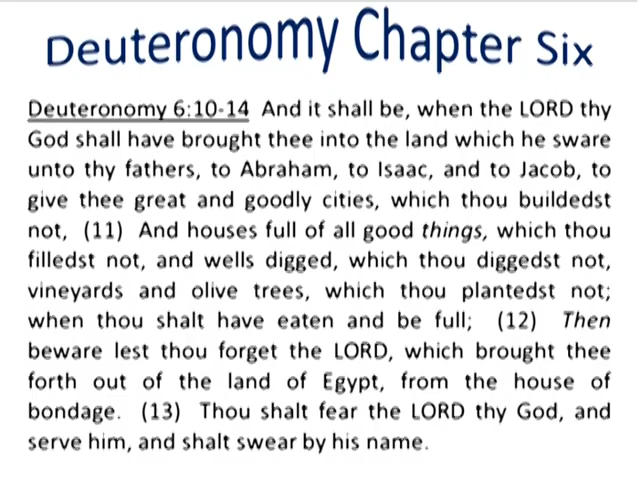 Deuteronomy Chapter Six
Deuteronomy 6:10-14 And it shall be, when the LORD thy
God shall have brought thee into the land which he sware
unto thy fathers, to Abraham, to Isaac, and to Jacob, to
give thee great and goodly cities, which thou buildedst
not, (11) And houses full of all good things, which thou
filledst not, and wells digged, which thou diggedst not,
vineyards and olive trees, which thou plantedst not;
when thou shalt have eaten and be full; (12) Then
beware lest thou forget the LORD, which brought thee
forth out of the land of Egypt, from the house of
bondage. (13) Thou shalt fear the LORD thy God, and
serve him, and shalt swear by his name.